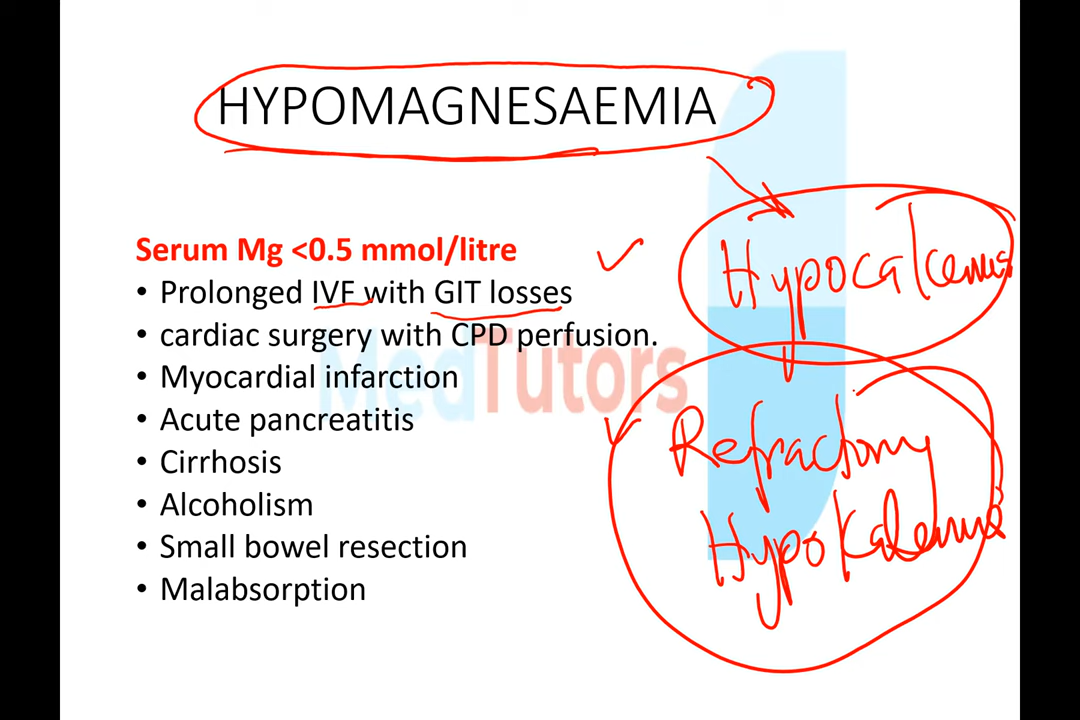 HYPOMAGNESAEMIA
Serum Mg <0.5 mmol/litre
• Prolonged IVF with GIT losses
• cardiac surgery with CPD perfusion.
• Myocardial infarction
• Acute pancreatitis
• Cirrhosis
• Alcoholism
• Small bowel resection
• Malabsorption
MedTutors
Hypocalcemia
Refractory
Hypokalemia